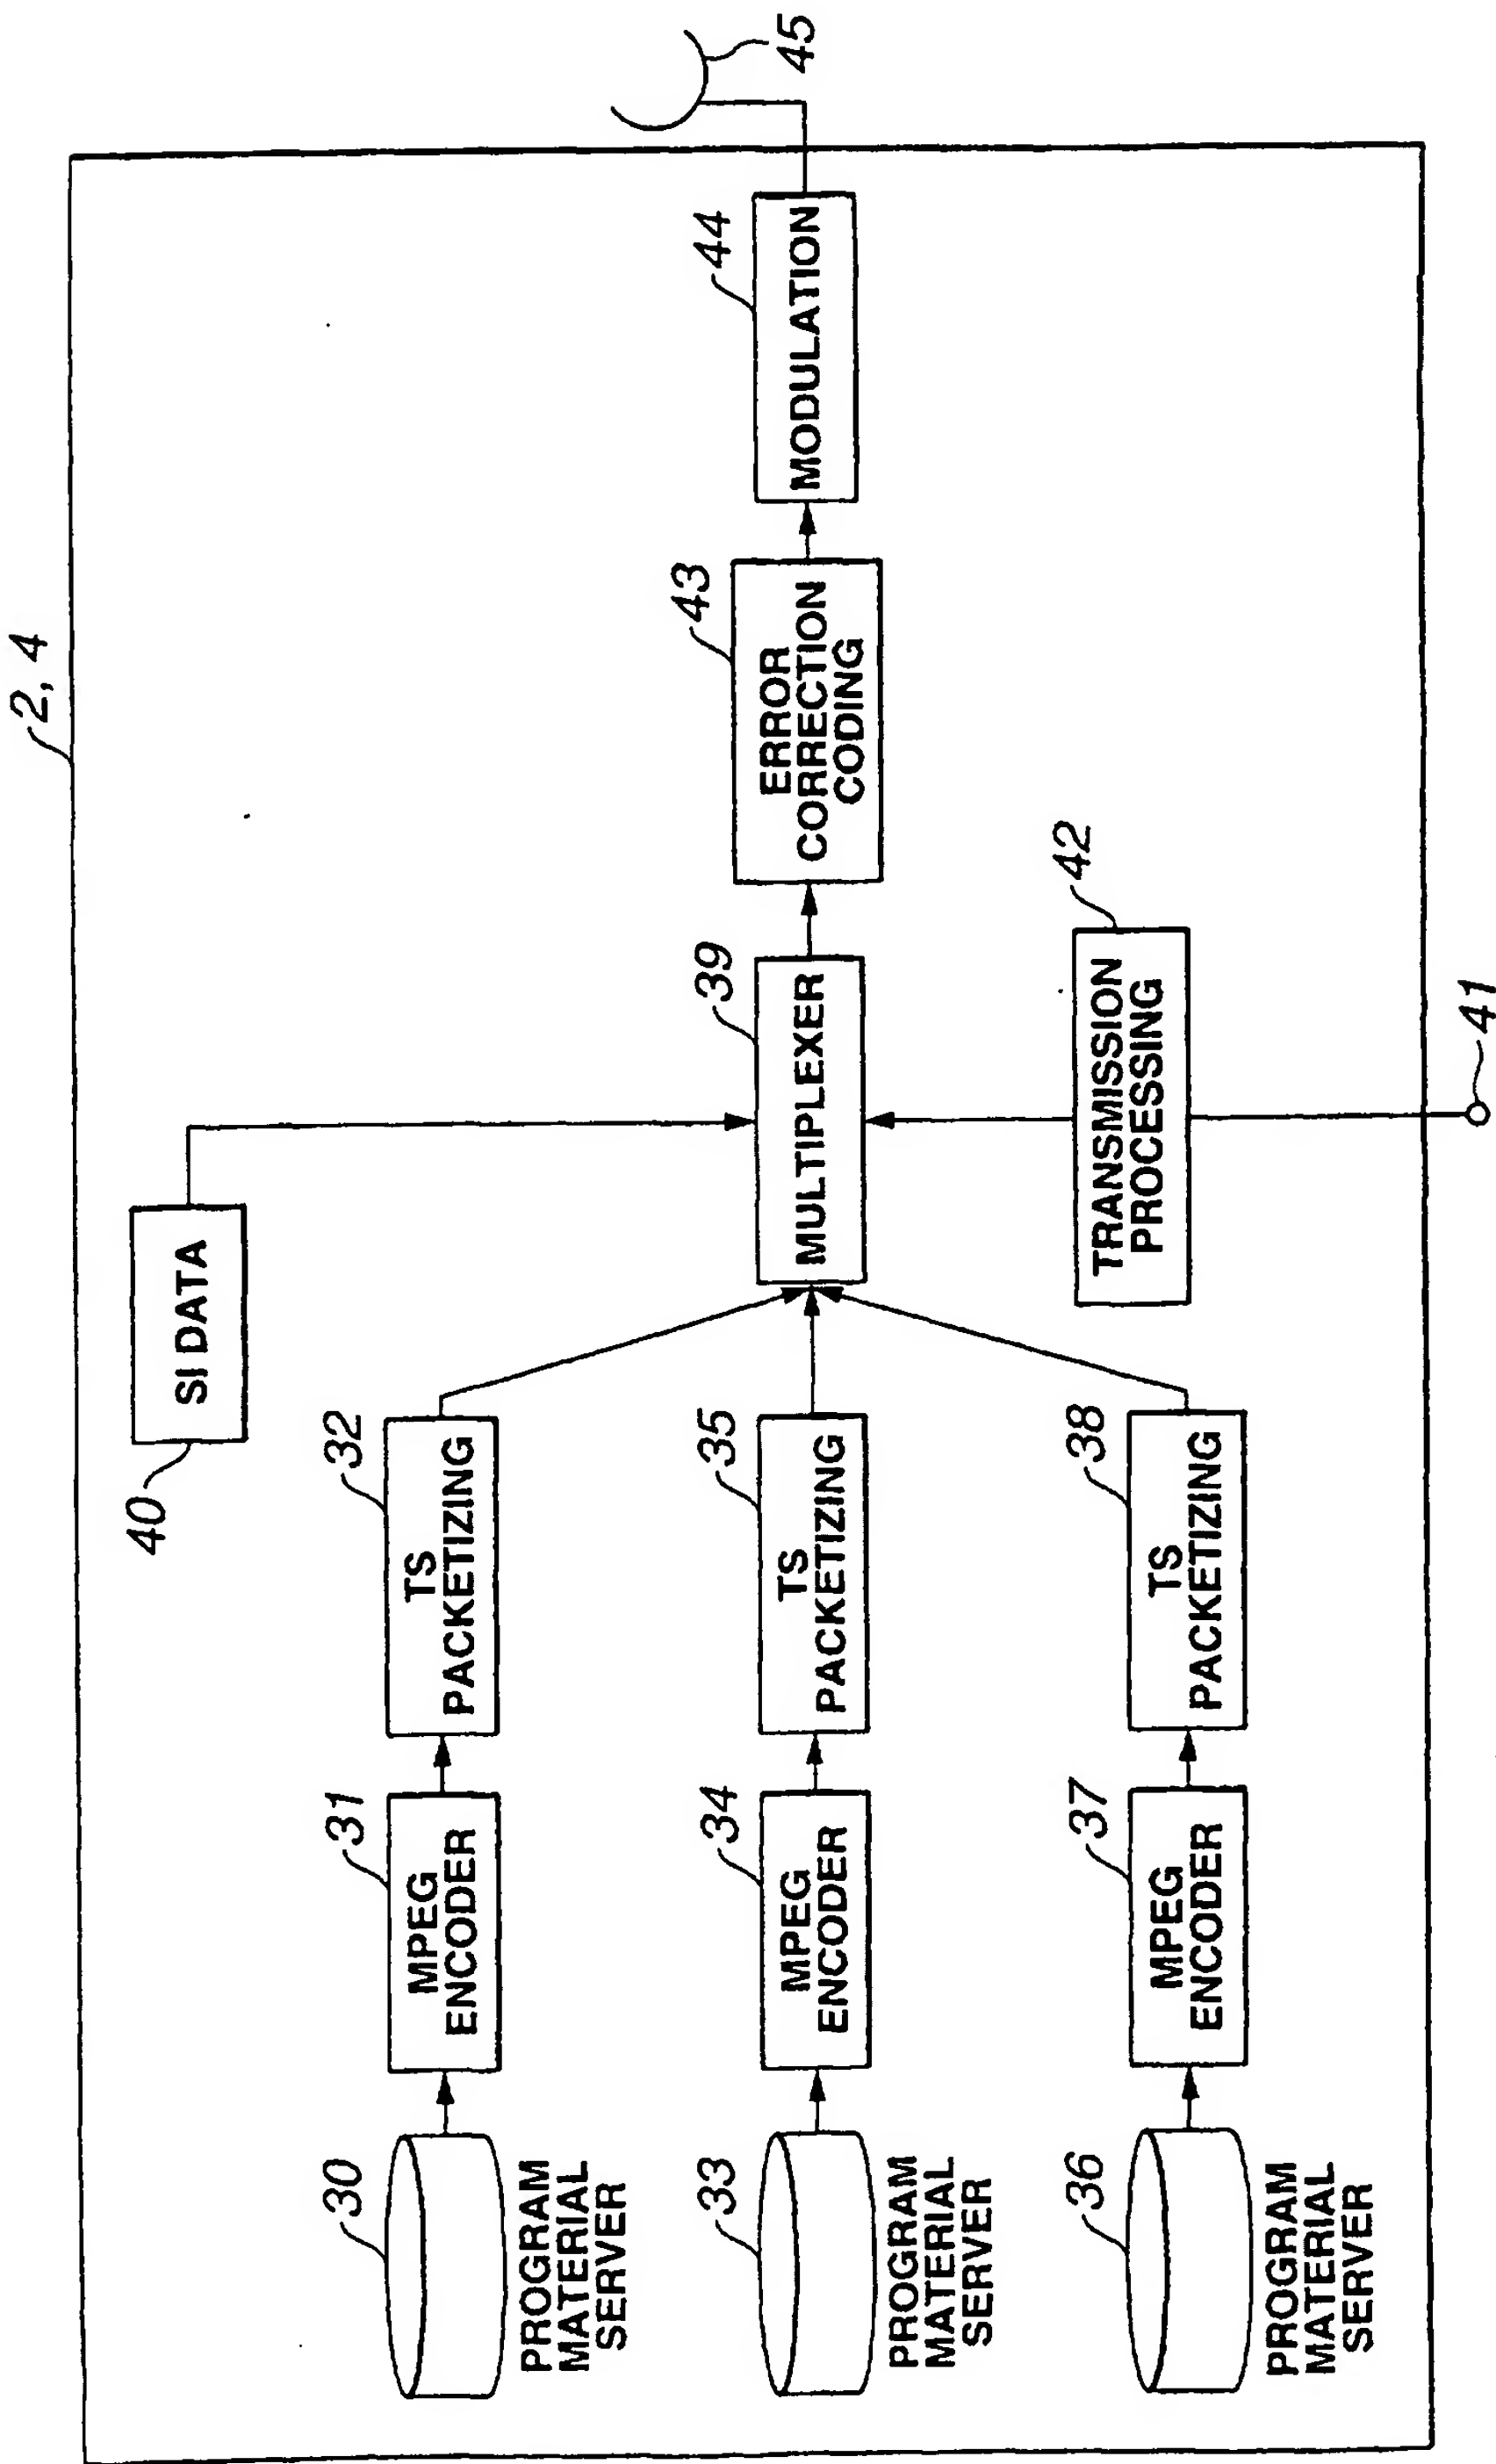 2, 4
40
SI DATA
30
PROGRAM
MATERIAL
SERVER
31
MPEG
ENCODER
32
TS
PACKETIZING
33
PROGRAM
MATERIAL
SERVER
34
MPEG
ENCODER
35
TS
PACKETIZING
36
PROGRAM
MATERIAL
SERVER
37
MPEG
ENCODER
38
TS
PACKETIZING
39
MULTIPLEXER
42
TRANSMISSION
PROCESSING
41
43
ERROR
CORRECTION
CODING
44
MODULATION
45